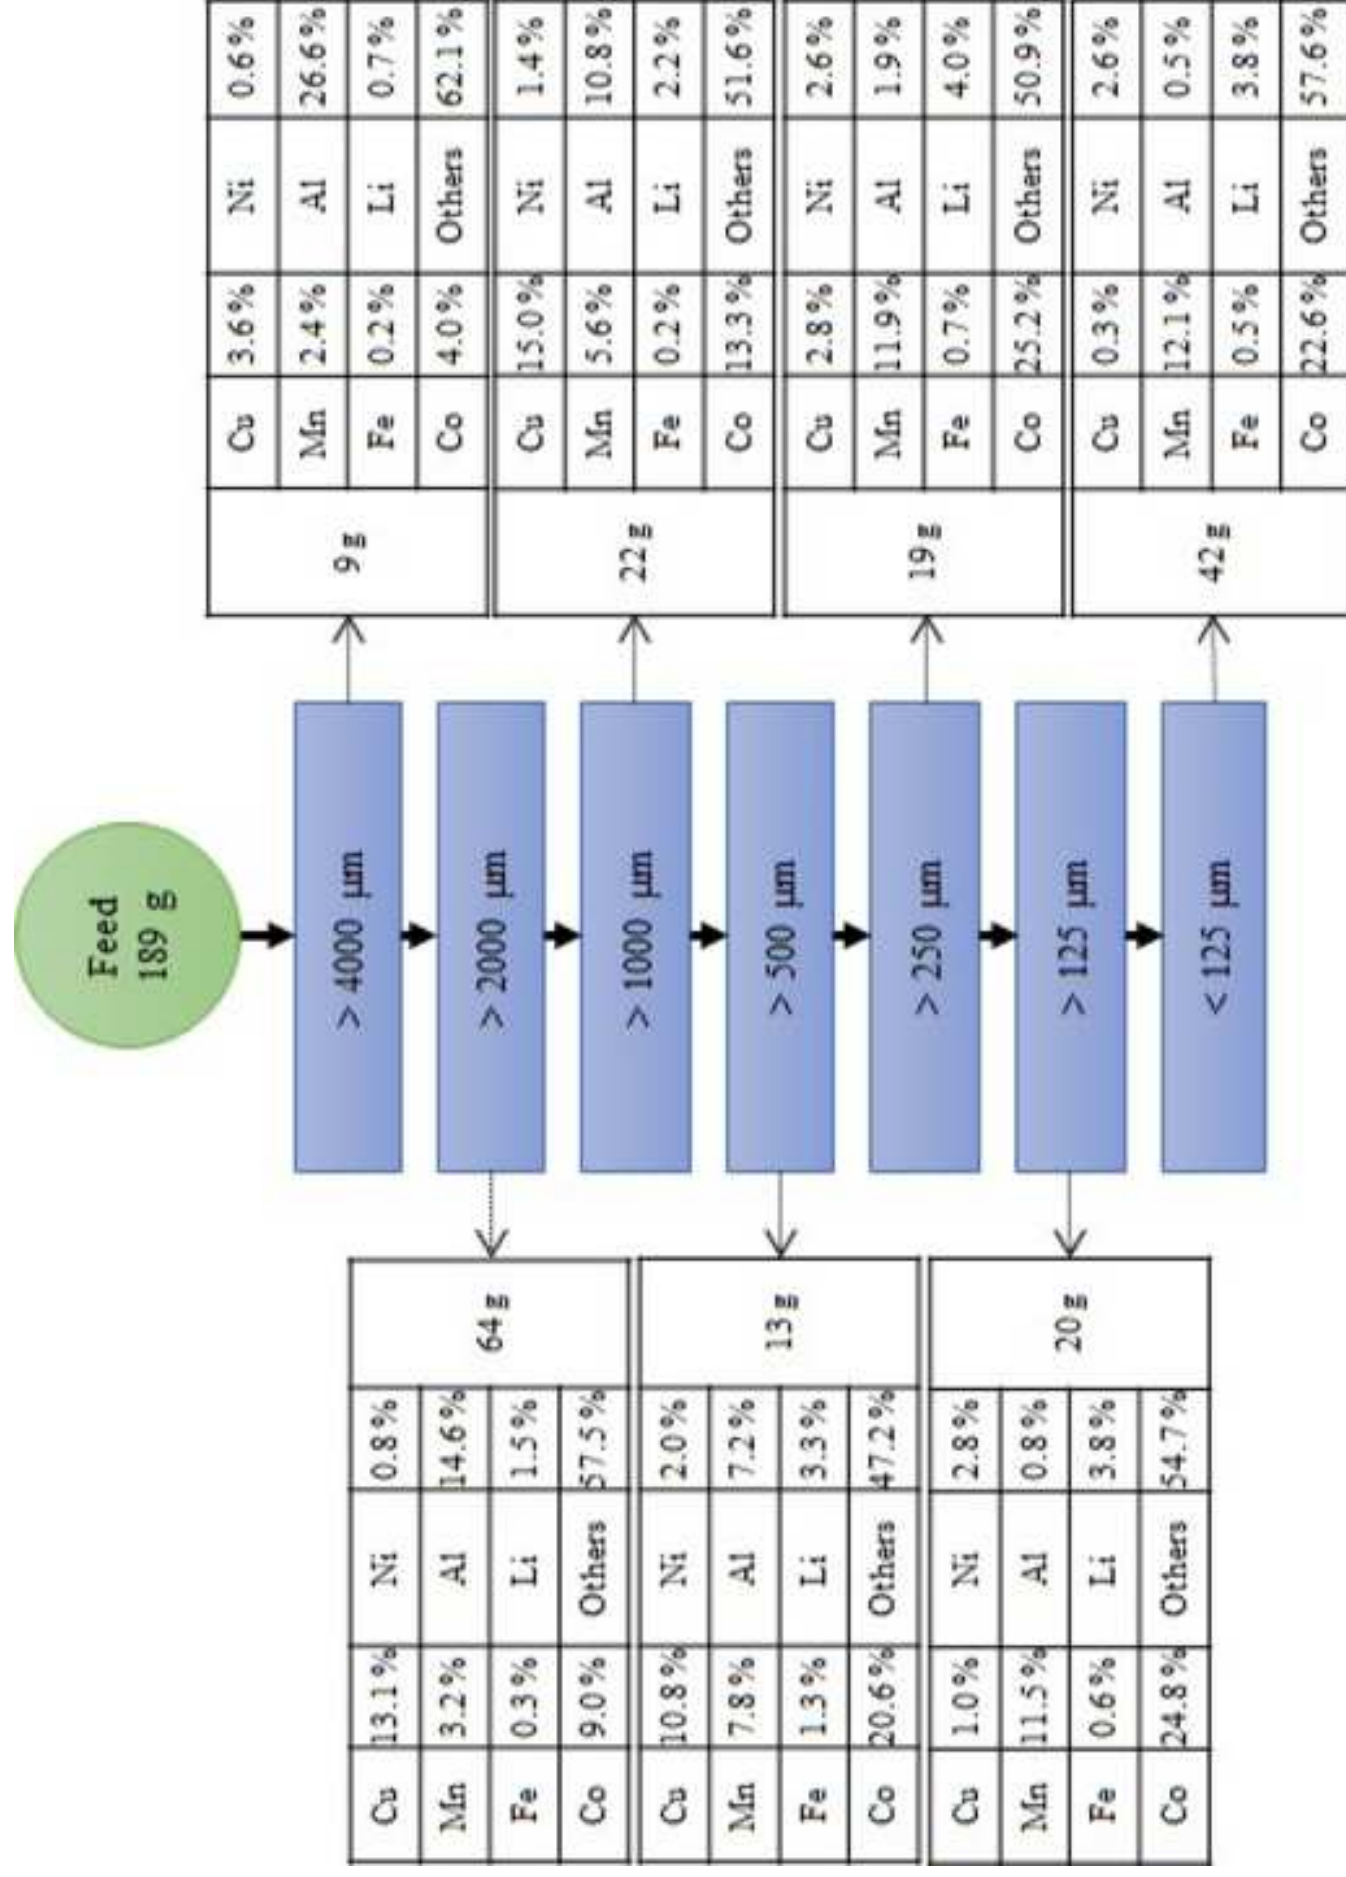 Feed
189 g
> 4000 µm
9 g
Cu 3.6% Ni 0.6%
Mn 2.4% Al 26.6%
Fe 0.2% Li 0.7%
Co 4.0% Others 62.1%
> 2000 µm
Cu 13.1% Ni 0.8%
Mn 3.2% Al 14.6%
Fe 0.3% Li 1.5%
Co 9.0% Others 57.5%
64 g
> 1000 µm
22 g
Cu 15.0% Ni 1.4%
Mn 5.6% Al 10.8%
Fe 0.2% Li 2.2%
Co 13.3% Others 51.6%
> 500 µm
Cu 10.8% Ni 2.0%
Mn 7.8% Al 7.2%
Fe 1.3% Li 3.3%
Co 20.6% Others 47.2%
13 g
> 250 µm
19 g
Cu 2.8% Ni 2.6%
Mn 11.9% Al 1.9%
Fe 0.7% Li 4.0%
Co 25.2% Others 50.9%
> 125 µm
Cu 1.0% Ni 2.8%
Mn 11.5% Al 0.8%
Fe 0.6% Li 3.8%
Co 24.8% Others 54.7%
20 g
< 125 µm
42 g
Cu 0.3% Ni 2.6%
Mn 12.1% Al 0.5%
Fe 0.5% Li 3.8%
Co 22.6% Others 57.6%